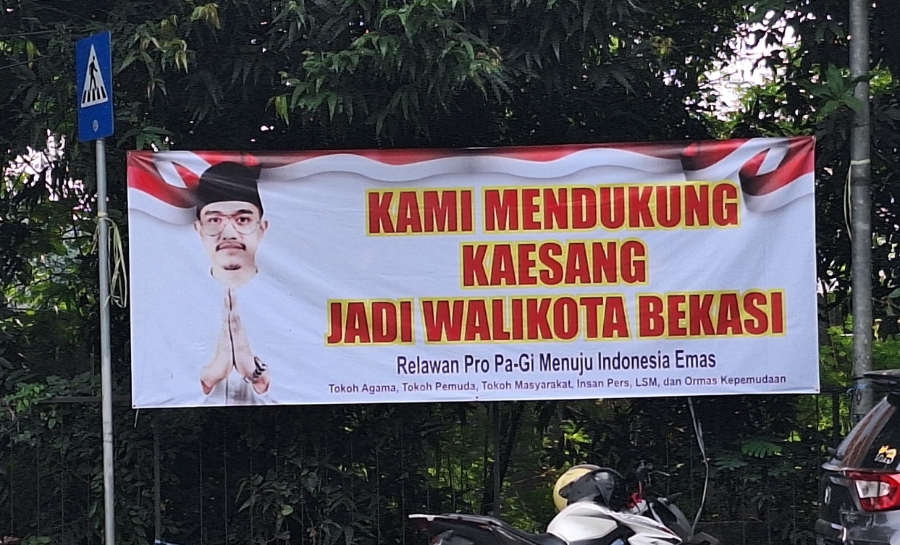 KAMI MENDUKUNG
KAESANG
JADI WALIKOTA BEKASI
Relawan Pro Pa-Gi Menuju Indonesia Emas
Tokoh Agama, Tokoh Pemuda, Tokoh Masyarakat, Insan Pers, LSM, dan Ormas Kepemudaan